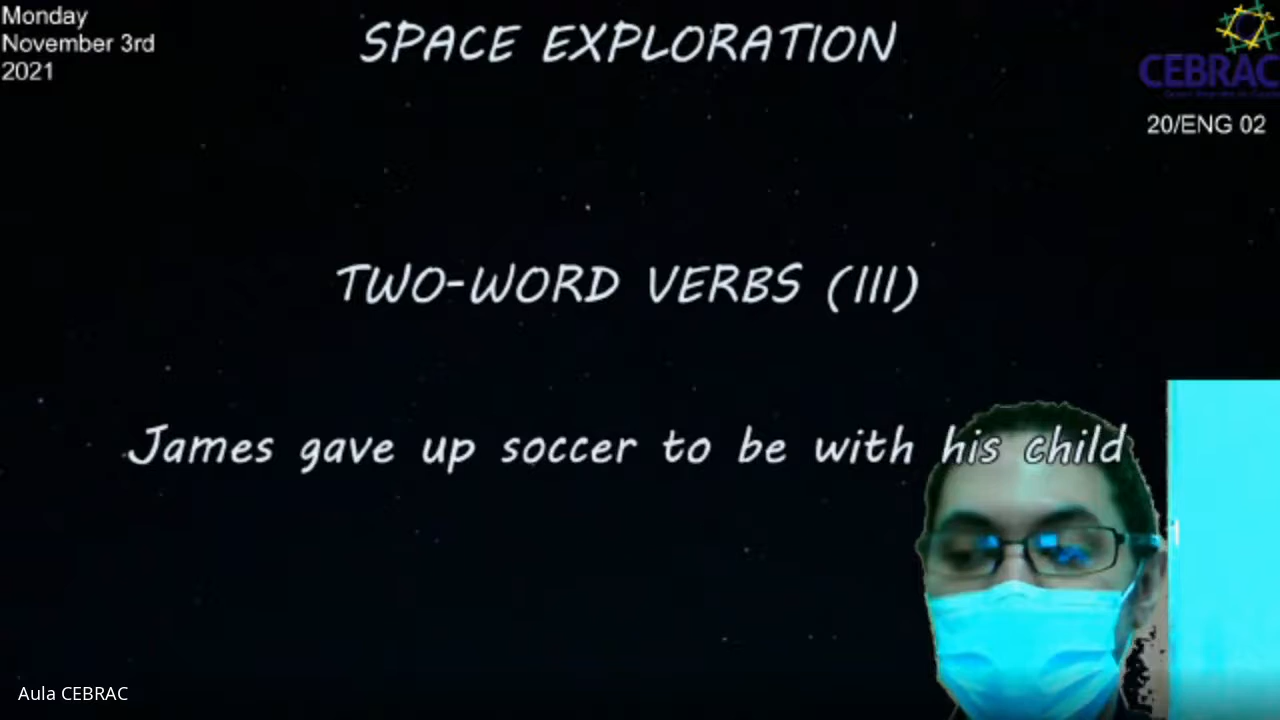 Monday
November 3rd
2021
SPACE EXPLORATION
CEBRAC
20/ENG 02
TWO-WORD VERBS (III)
James gave up soccer to be with his child
Aula CEBRAC